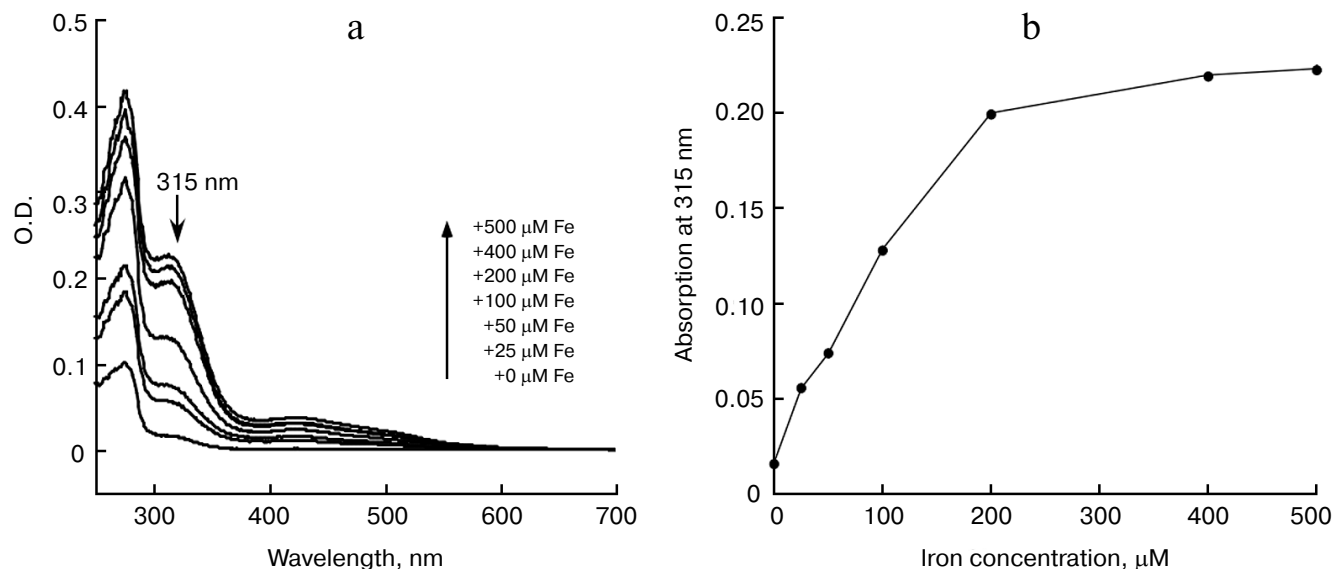 a
O.D.
0.5
0.4
0.3
0.2
0.1
0
315 nm
+500 μM Fe
+400 μM Fe
+200 μM Fe
+100 μM Fe
+50 μM Fe
+25 μM Fe
+0 μM Fe
300 400 500 600 700
Wavelength, nm
b
Absorption at 315 nm
0.25
0.20
0.15
0.10
0.05
0
0 100 200 300 400 500
Iron concentration, μM